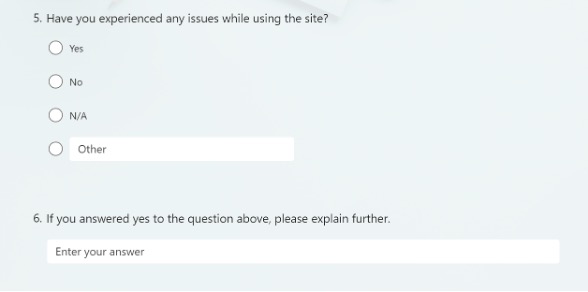 5. Have you experienced any issues while using the site?
Yes
No
N/A
Other
6. If you answered yes to the question above, please explain further.
Enter your answer